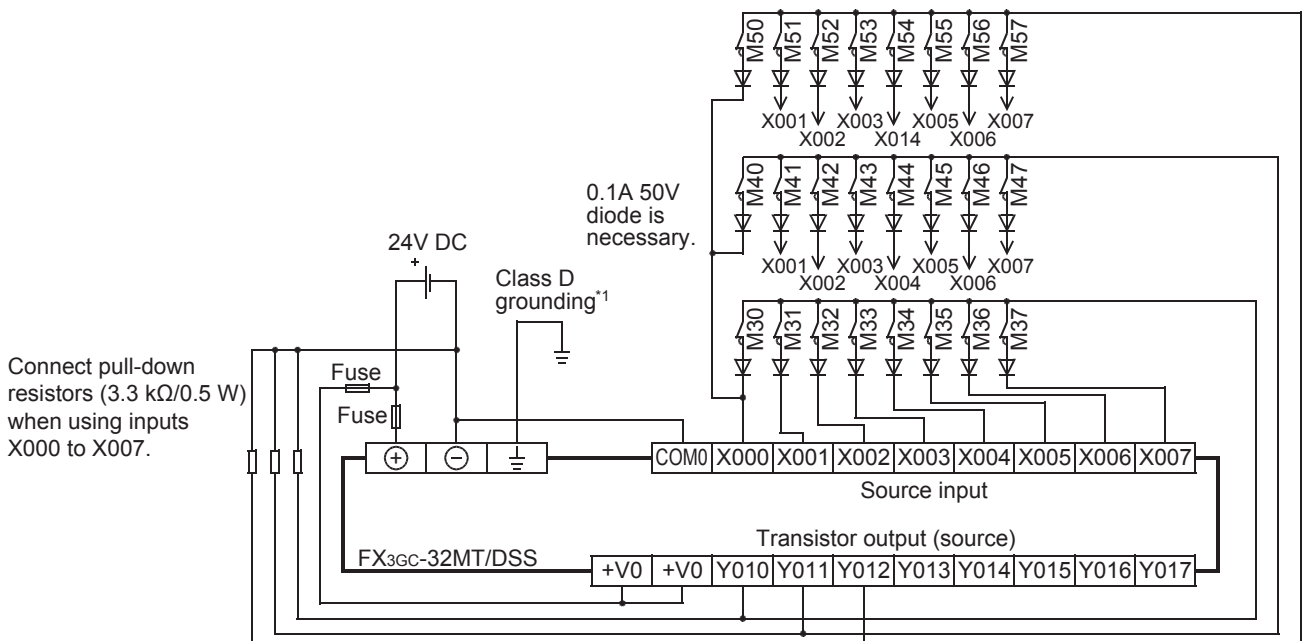 M50 M51 M52 M53 M54 M55 M56 M57
X001 X003 X005 X007
X002 X014 X006
M40 M41 M42 M43 M44 M45 M46 M47
0.1A 50V
diode is
necessary.
X001 X003 X005 X007
X002 X004 X006
24V DC
+
Class D
grounding*1
M30 M31 M32 M33 M34 M35 M36 M37
Connect pull-down
resistors (3.3 kΩ/0.5 W)
when using inputs
X000 to X007.
Fuse
Fuse
+ −
COM0 X000 X001 X002 X003 X004 X005 X006 X007
Source input
Transistor output (source)
FX3GC-32MT/DSS
+V0 +V0 Y010 Y011 Y012 Y013 Y014 Y015 Y016 Y017